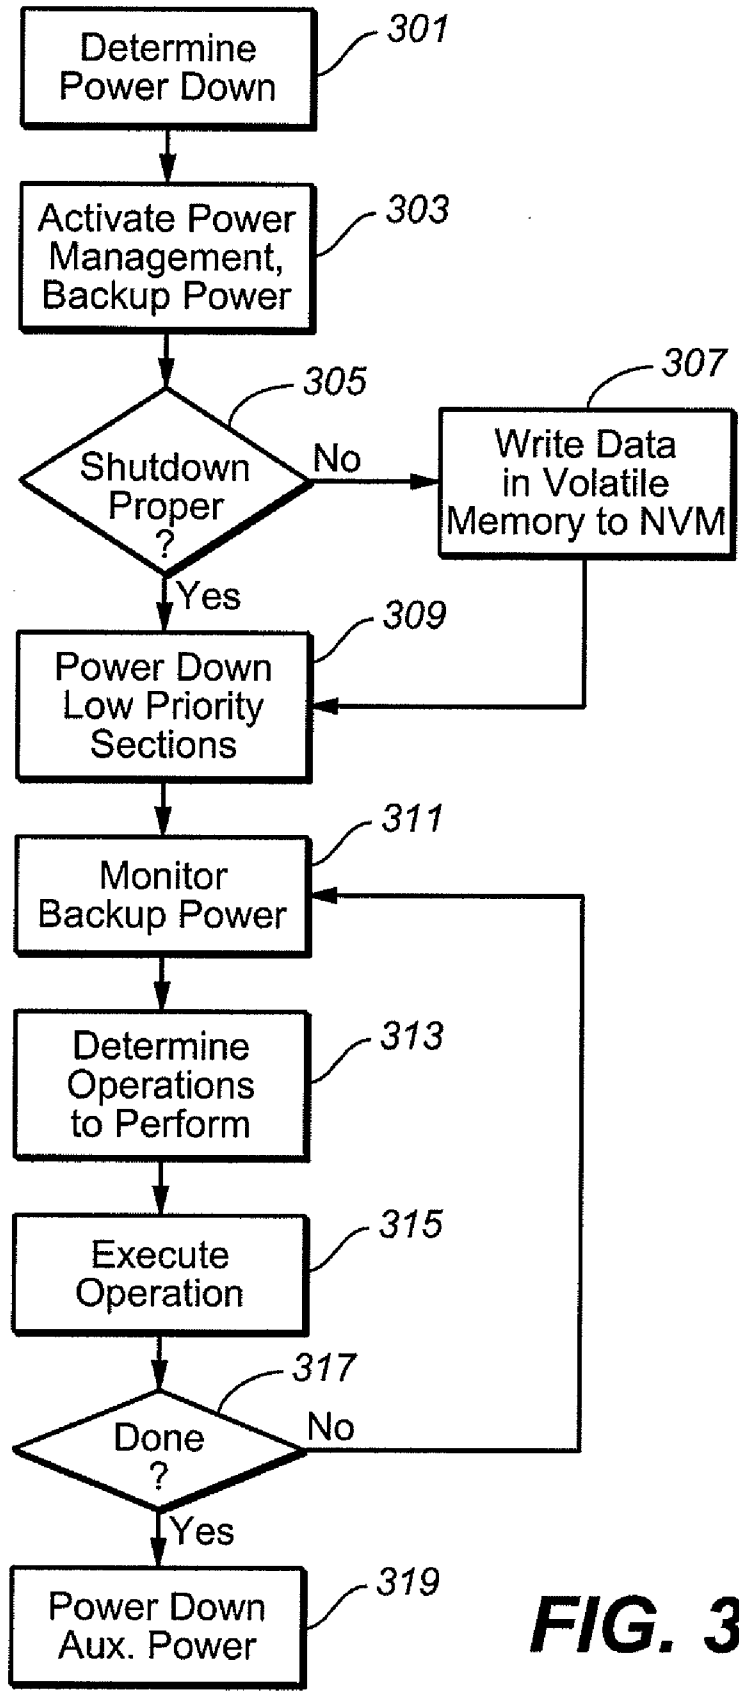 Determine
Power Down
301
Activate Power
Management,
Backup Power
303
Shutdown
Proper
?
305
No
Write Data
in Volatile
Memory to NVM
307
Yes
Power Down
Low Priority
Sections
309
Monitor
Backup Power
311
Determine
Operations
to Perform
313
Execute
Operation
315
Done
?
317
No
Yes
Power Down
Aux. Power
319
FIG. 3